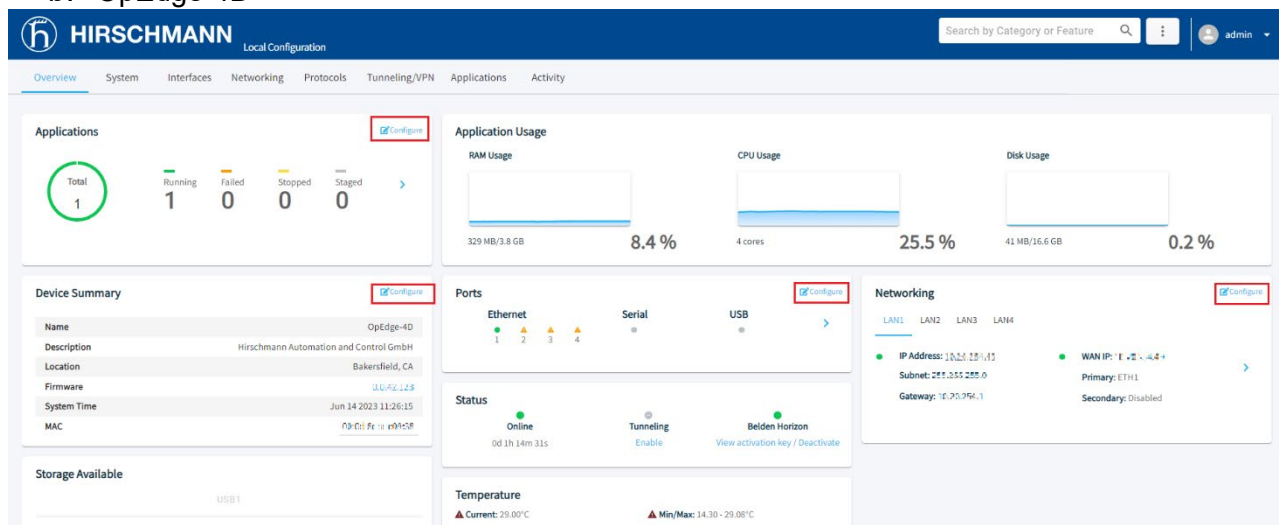 b. OpEdge-4D
HIRSCHMANN Local Configuration
Search by Category or Feature
admin
Overview System Interfaces Networking Protocols Tunneling/VPN Applications Activity
Applications
Configure
Total
1
Running Failed Stopped Staged
1 0 0 0
Application Usage
RAM Usage CPU Usage Disk Usage
329 MB/3.8 GB 8.4 % 4 cores 25.5 % 41 MB/16.6 GB 0.2 %
Device Summary
Configure
Name OpEdge-4D
Description Hirschmann Automation and Control GmbH
Location Bakersfield, CA
Firmware
System Time Jun 14 2023 11:26:15
MAC
Storage Available
USB1
Ports
Configure
Ethernet Serial USB
1 2 3 4
Status
Online Tunneling Belden Horizon
0d 1h 14m 31s Enable View activation key / Deactivate
Temperature
Current: 29.00°C Min/Max: 14.30 - 29.08°C
Networking
Configure
LAN1 LAN2 LAN3 LAN4
IP Address: WAN IP:
Subnet: Primary: ETH1
Gateway: Secondary: Disabled